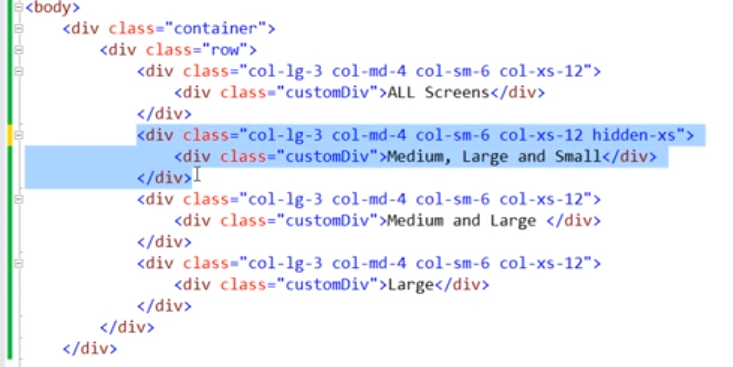 <body>
<div class="container">
<div class="row">
<div class="col-lg-3 col-md-4 col-sm-6 col-xs-12">
<div class="customDiv">ALL Screens</div>
</div>
<div class="col-lg-3 col-md-4 col-sm-6 col-xs-12 hidden-xs">
<div class="customDiv">Medium, Large and Small</div>
</div>
<div class="col-lg-3 col-md-4 col-sm-6 col-xs-12">
<div class="customDiv">Medium and Large </div>
</div>
<div class="col-lg-3 col-md-4 col-sm-6 col-xs-12">
<div class="customDiv">Large</div>
</div>
</div>
</div>